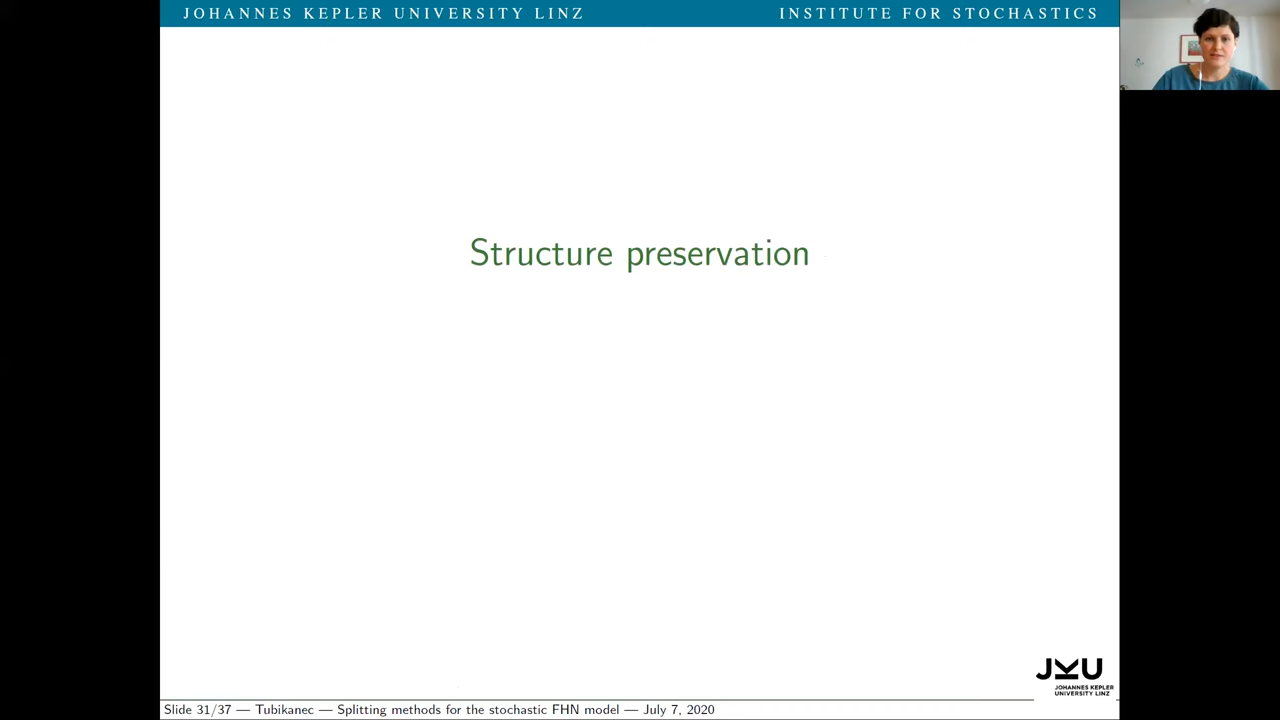 JOHANNES KEPLER UNIVERSITY LINZ
INSTITUTE FOR STOCHASTICS
Structure preservation
JKU
JOHANNES KEPLER
UNIVERSITY LINZ
Slide 31/37 — Tubikanec — Splitting methods for the stochastic FHN model — July 7, 2020